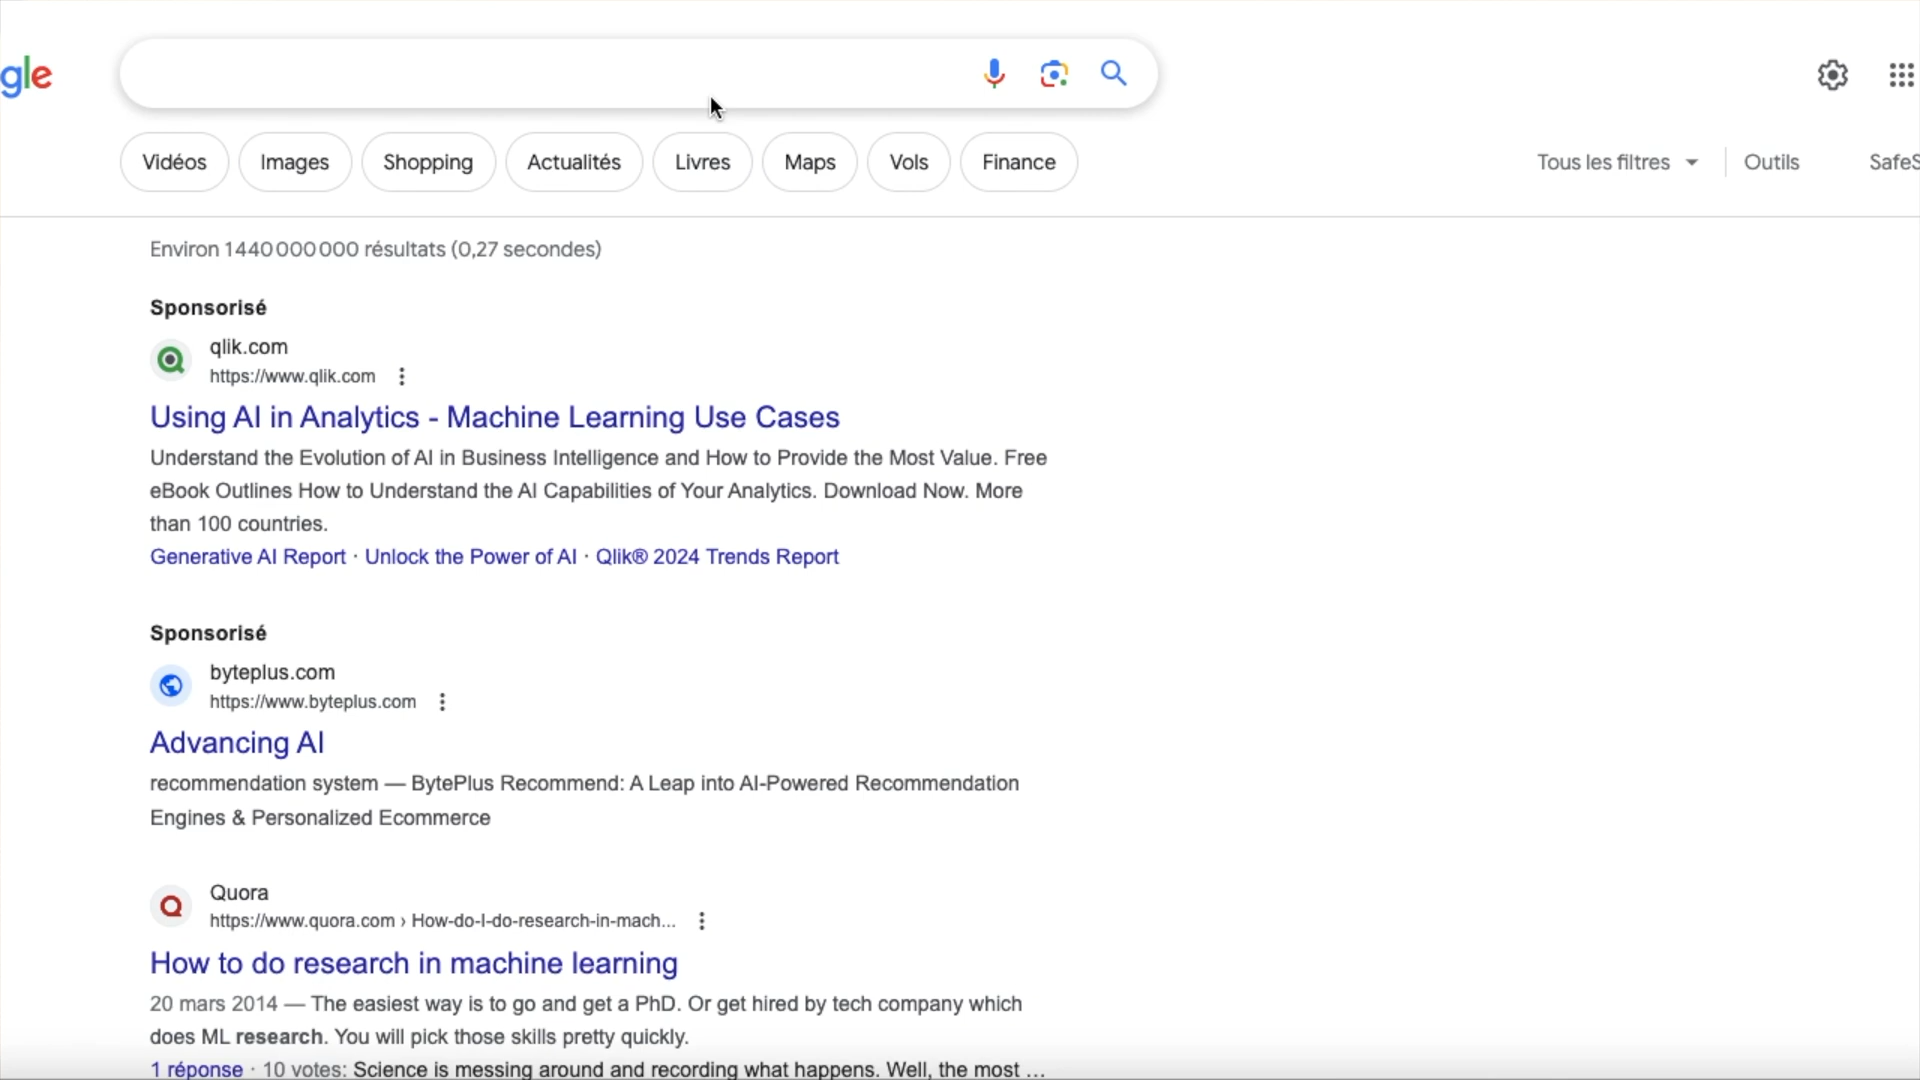 gle
Vidéos Images Shopping Actualités Livres Maps Vols Finance Tous les filtres Outils SafeS
Environ 1 440 000 000 résultats (0,27 secondes)
Sponsorisé
qlik.com
https://www.qlik.com
Using AI in Analytics - Machine Learning Use Cases
Understand the Evolution of AI in Business Intelligence and How to Provide the Most Value. Free
eBook Outlines How to Understand the AI Capabilities of Your Analytics. Download Now. More
than 100 countries.
Generative AI Report · Unlock the Power of AI · Qlik® 2024 Trends Report
Sponsorisé
byteplus.com
https://www.byteplus.com
Advancing AI
recommendation system — BytePlus Recommend: A Leap into AI-Powered Recommendation
Engines & Personalized Ecommerce
Quora
https://www.quora.com › How-do-I-do-research-in-mach...
How to do research in machine learning
20 mars 2014 — The easiest way is to go and get a PhD. Or get hired by tech company which
does ML research. You will pick those skills pretty quickly.
1 réponse · 10 votes: Science is messing around and recording what happens. Well, the most ...